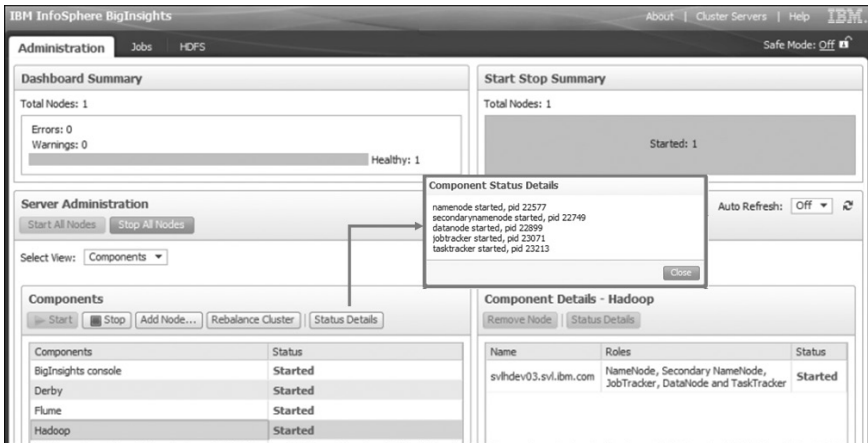 IBM InfoSphere BigInsights
About | Cluster Servers | Help IBM.
Administration Jobs HDFS
Safe Mode: Off
Dashboard Summary
Total Nodes: 1
Errors: 0
Warnings: 0
Healthy: 1
Start Stop Summary
Total Nodes: 1
Started: 1
Server Administration
Start All Nodes Stop All Nodes
Auto Refresh: Off
Select View: Components
Component Status Details
namenode started, pid 22577
secondarynamenode started, pid 22749
datanode started, pid 22899
jobtracker started, pid 23071
tasktracker started, pid 23213
Close
Components
Start Stop Add Node... Rebalance Cluster Status Details
Components Status
BigInsights console Started
Derby Started
Flume Started
Hadoop Started
Component Details - Hadoop
Remove Node Status Details
Name Roles Status
svlhdev03.svl.ibm.com NameNode, Secondary NameNode, JobTracker, DataNode and TaskTracker Started